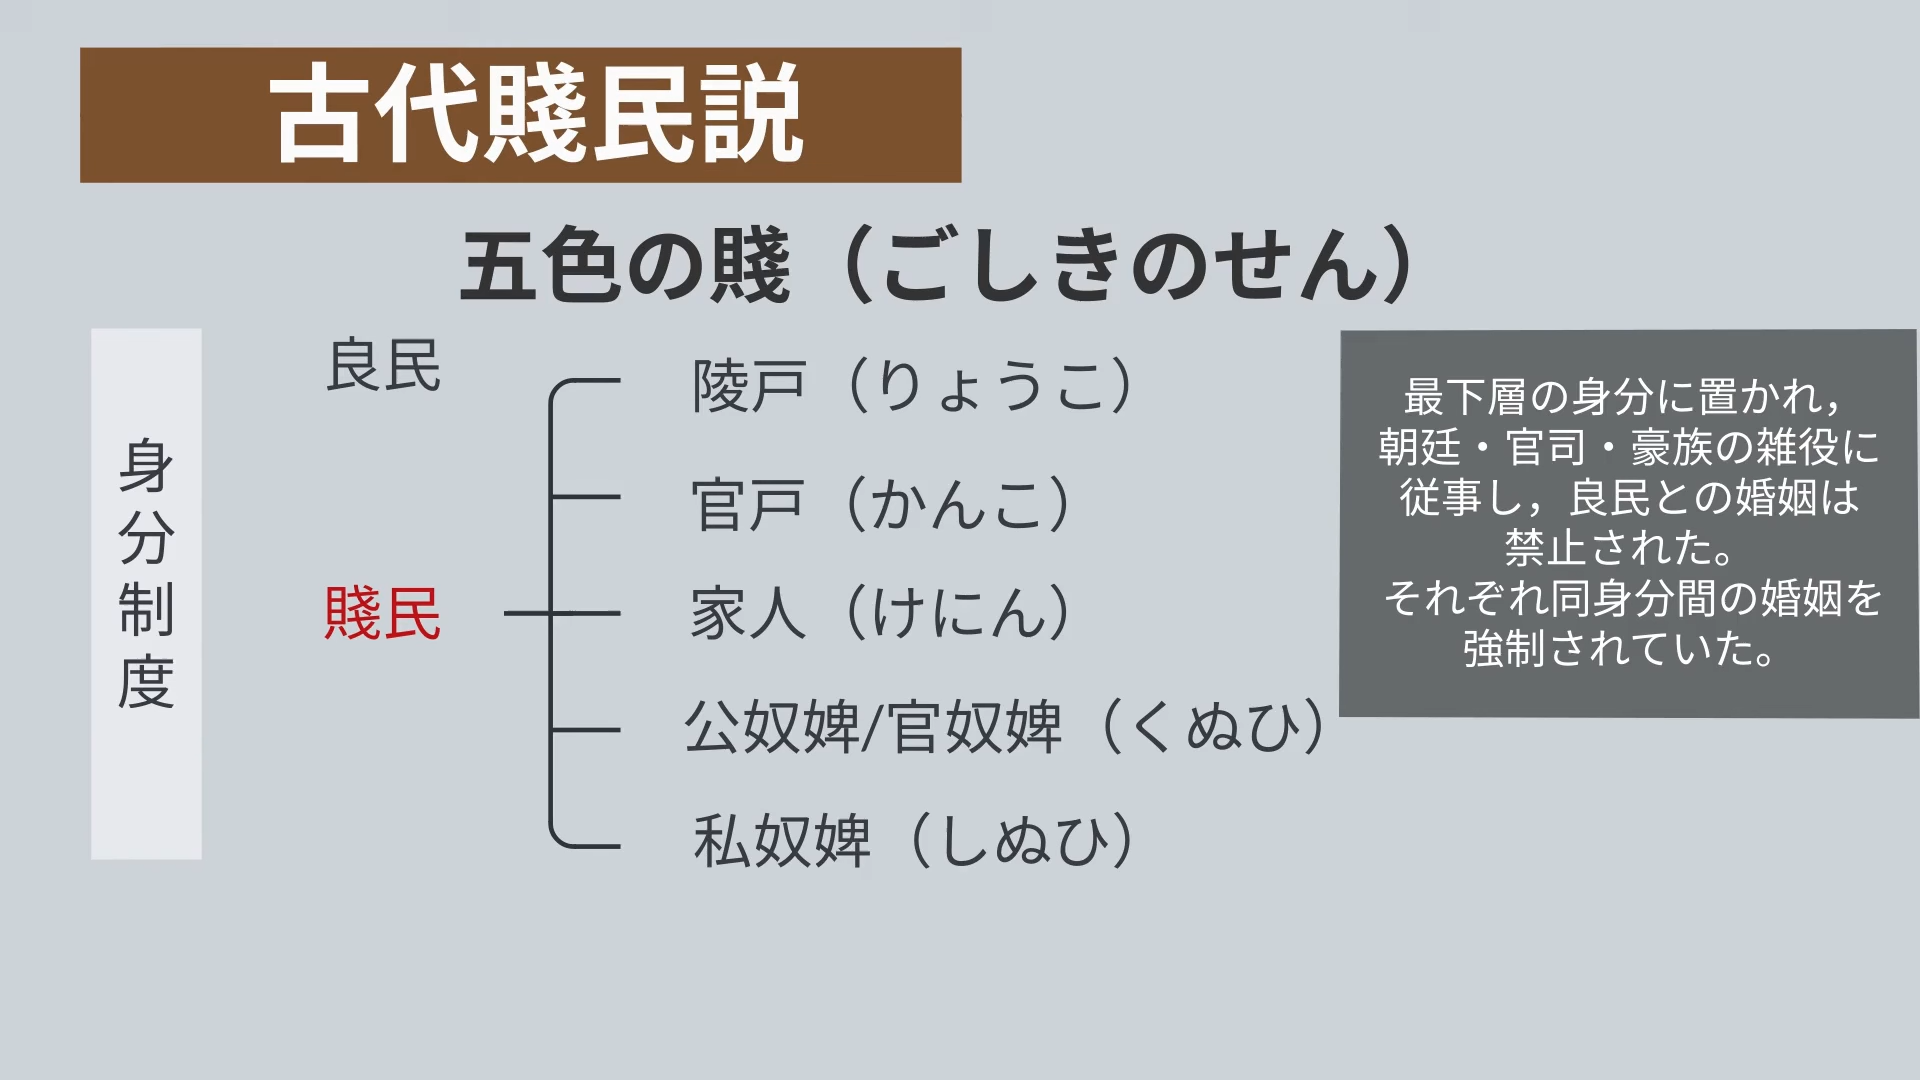 古代賤民説
五色の賤（ごしきのせん）
身分制度
良民
賤民
陵戸（りょうこ）
官戸（かんこ）
家人（けにん）
公奴婢/官奴婢（くぬひ）
私奴婢（しぬひ）
最下層の身分に置かれ，
朝廷・官司・豪族の雑役に
従事し，良民との婚姻は
禁止された。
それぞれ同身分間の婚姻を
強制されていた。